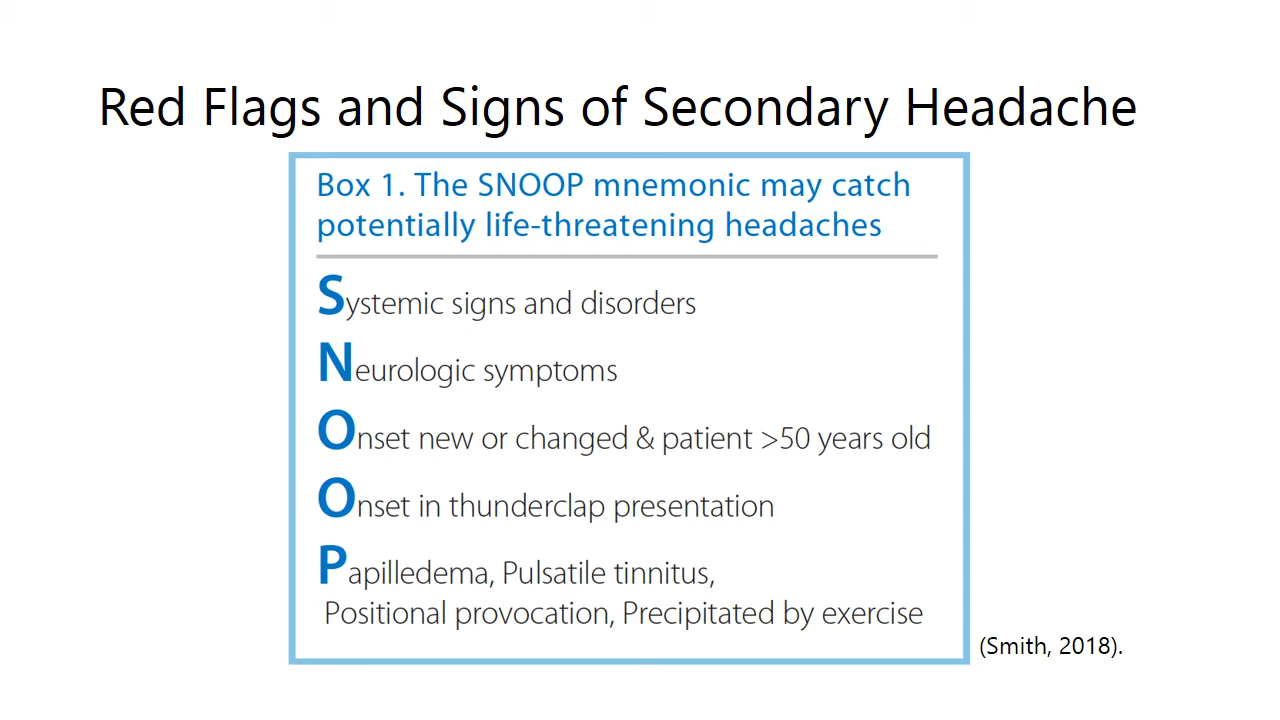 Red Flags and Signs of Secondary Headache
Box 1. The SNOOP mnemonic may catch
potentially life-threatening headaches
Systemic signs and disorders
Neurologic symptoms
Onset new or changed & patient >50 years old
Onset in thunderclap presentation
Papilledema, Pulsatile tinnitus,
Positional provocation, Precipitated by exercise
(Smith, 2018).